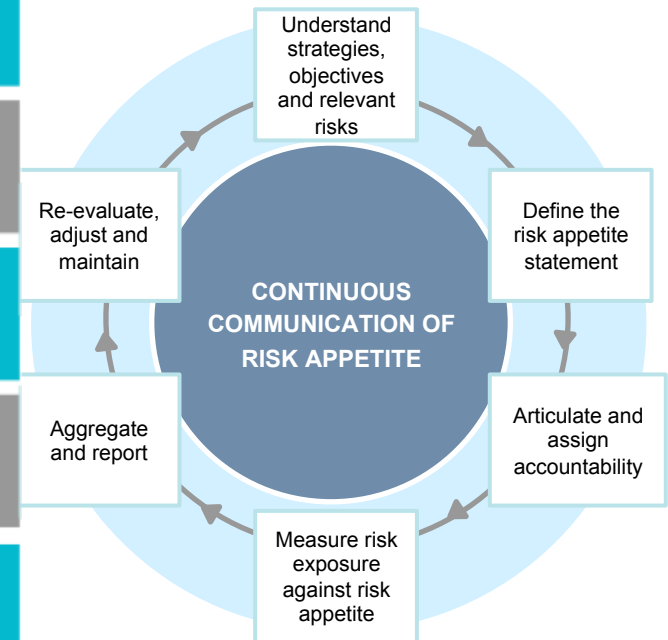 Understand
strategies,
objectives
and relevant
risks
Define the
risk appetite
statement
Articulate and
assign
accountability
Measure risk
exposure
against risk
appetite
Aggregate
and report
Re-evaluate,
adjust and
maintain
CONTINUOUS
COMMUNICATION OF
RISK APPETITE